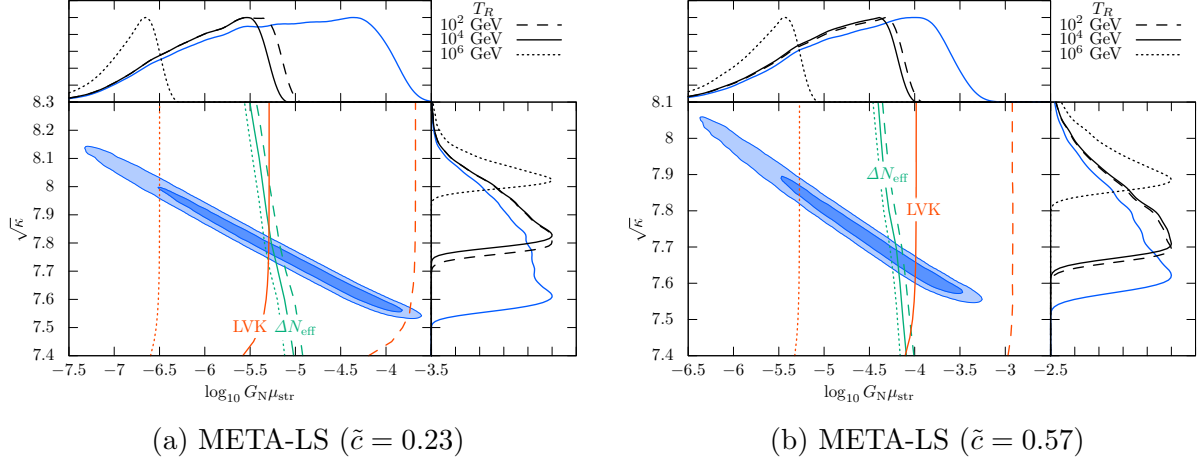 T_R
10^2 GeV
10^4 GeV
10^6 GeV
8.3
8.2
8.1
8
7.9
7.8
7.7
7.6
7.5
7.4
√κ
LVK
ΔN_eff
−7.5 −7 −6.5 −6 −5.5 −5 −4.5 −4 −3.5
log_10 G_N μ_str
(a) META-LS (c̃ = 0.23)
T_R
10^2 GeV
10^4 GeV
10^6 GeV
8.1
8
7.9
7.8
7.7
7.6
7.5
7.4
√κ
ΔN_eff
LVK
−6.5 −6 −5.5 −5 −4.5 −4 −3.5 −3 −2.5
log_10 G_N μ_str
(b) META-LS (c̃ = 0.57)